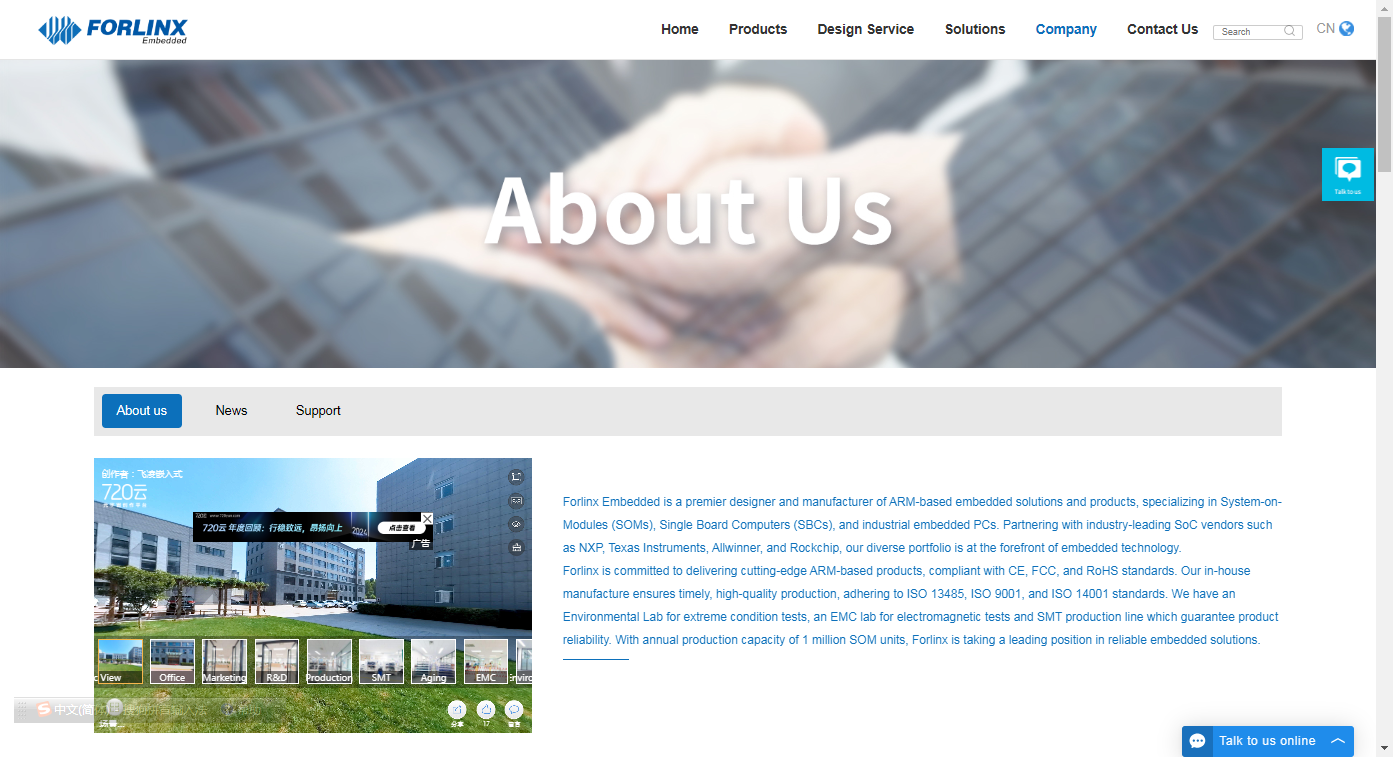 FORLINX
Embedded
Home
Products
Design Service
Solutions
Company
Contact Us
Search
CN
About Us
Talk to us
About us
News
Support
创作者：飞凌嵌入式
720云
720云 年度回顾：行稳致远，昂扬向上
2024
点击查看
广告
Forlinx Embedded is a premier designer and manufacturer of ARM-based embedded solutions and products, specializing in System-on-
Modules (SOMs), Single Board Computers (SBCs), and industrial embedded PCs. Partnering with industry-leading SoC vendors such
as NXP, Texas Instruments, Allwinner, and Rockchip, our diverse portfolio is at the forefront of embedded technology.
Forlinx is committed to delivering cutting-edge ARM-based products, compliant with CE, FCC, and RoHS standards. Our in-house
manufacture ensures timely, high-quality production, adhering to ISO 13485, ISO 9001, and ISO 14001 standards. We have an
Environmental Lab for extreme condition tests, an EMC lab for electromagnetic tests and SMT production line which guarantee product
reliability. With annual production capacity of 1 million SOM units, Forlinx is taking a leading position in reliable embedded solutions.
View
Office
Marketing
R&D
Production
SMT
Aging
EMC
中文(简体)
分享
17
留言
Talk to us online